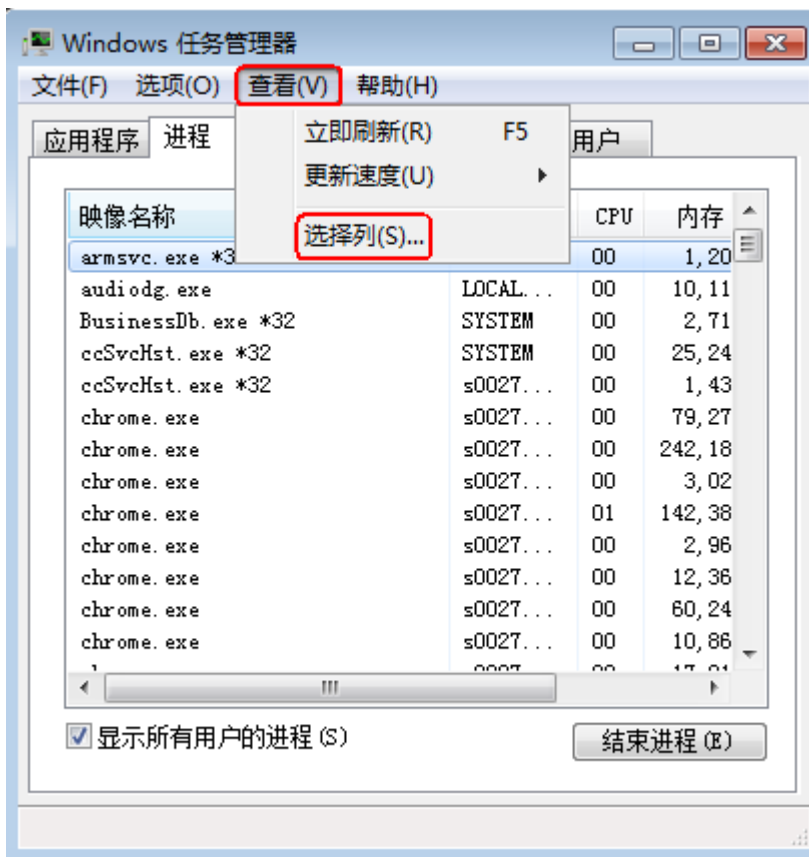 Windows 任务管理器
文件(F) 选项(O) 查看(V) 帮助(H)
立即刷新(R) F5
更新速度(U)
选择列(S)...
应用程序 进程 用户
映像名称 CPU 内存
armsvc.exe *3 00 1,20
audiodg.exe LOCAL... 00 10,11
BusinessDb.exe *32 SYSTEM 00 2,71
ccSvcHst.exe *32 SYSTEM 00 25,24
ccSvcHst.exe *32 s0027... 00 1,43
chrome.exe s0027... 00 79,27
chrome.exe s0027... 00 242,18
chrome.exe s0027... 00 3,02
chrome.exe s0027... 01 142,38
chrome.exe s0027... 00 2,96
chrome.exe s0027... 00 12,36
chrome.exe s0027... 00 60,24
chrome.exe s0027... 00 10,86
显示所有用户的进程(S) 结束进程(E)